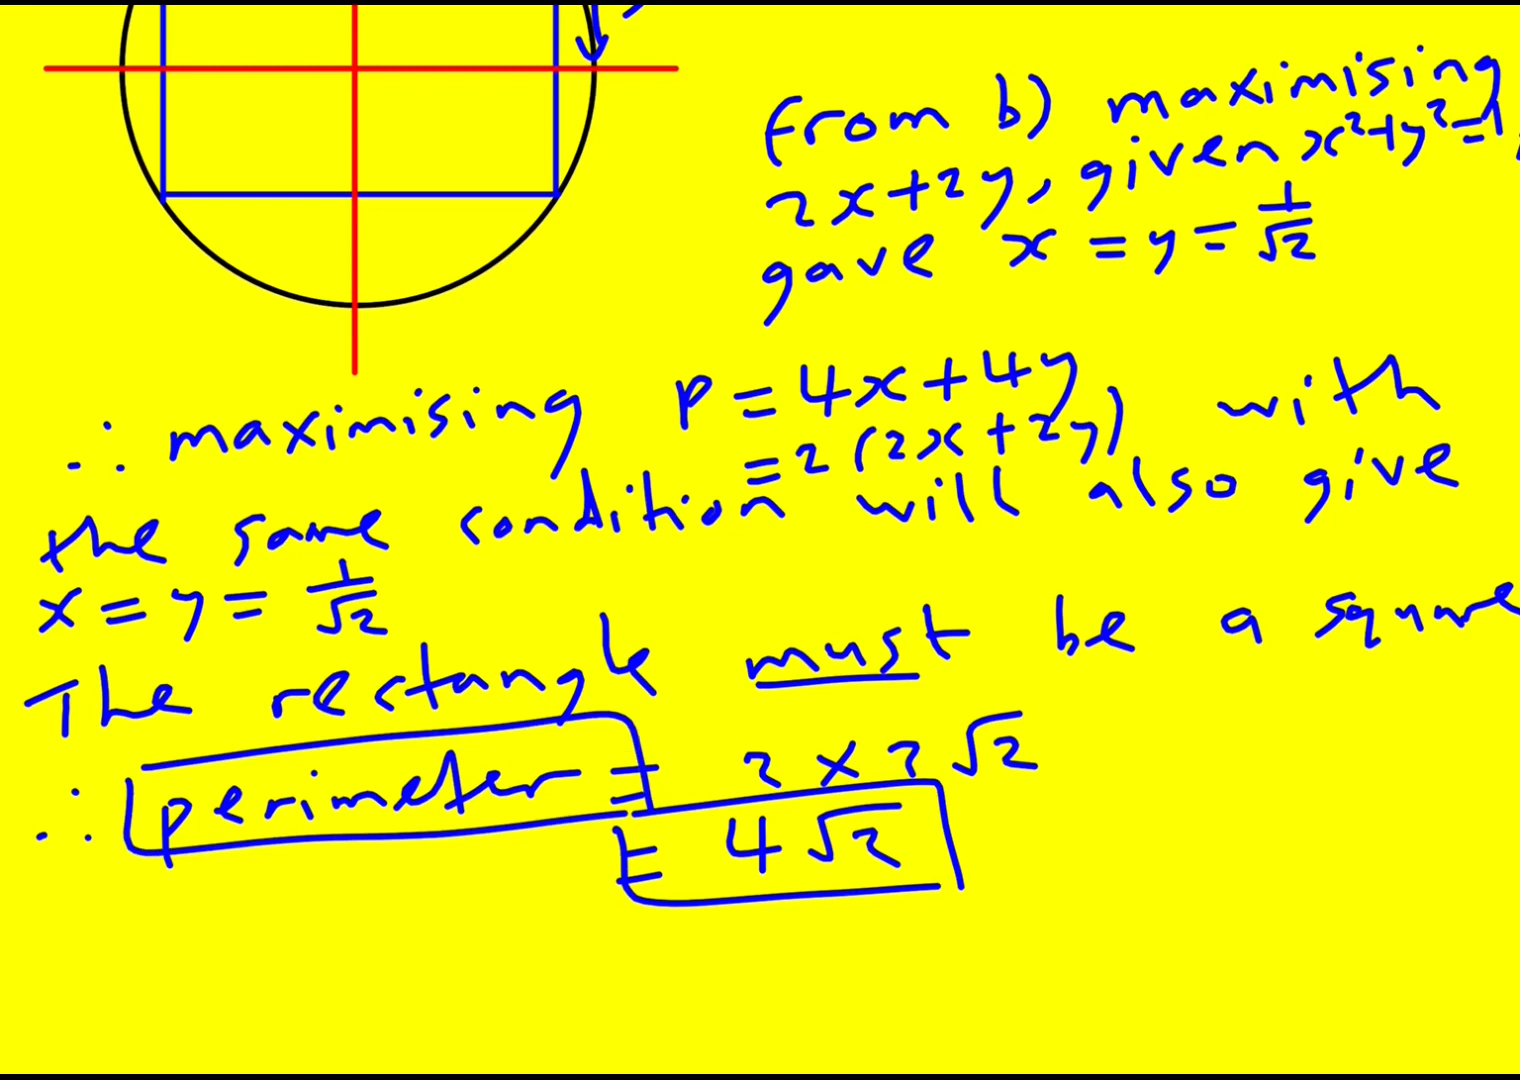 from b) maximising
2x+2y, given x²+y²=1,
gave x = y = 1/√2
∴ maximising P = 4x+4y
= 2(2x+2y) with
the same condition will also give
x = y = 1/√2
The rectangle must be a square
∴ perimeter = 2 × 2√2
= 4√2